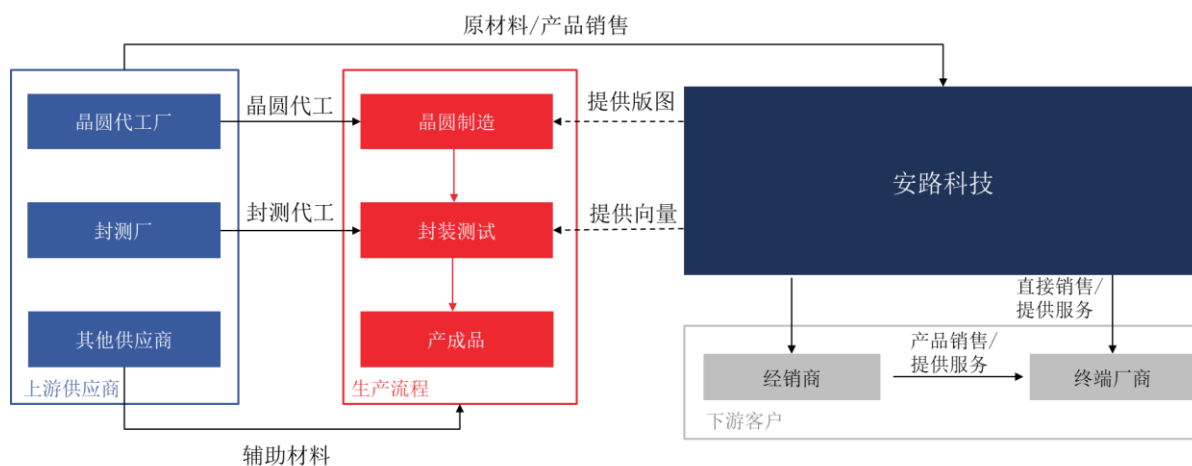 原材料/产品销售
晶圆代工厂
晶圆代工
晶圆制造
提供版图
安路科技
封测厂
封测代工
封装测试
提供向量
其他供应商
产成品
直接销售/
提供服务
上游供应商
生产流程
经销商
产品销售/
提供服务
终端厂商
下游客户
辅助材料